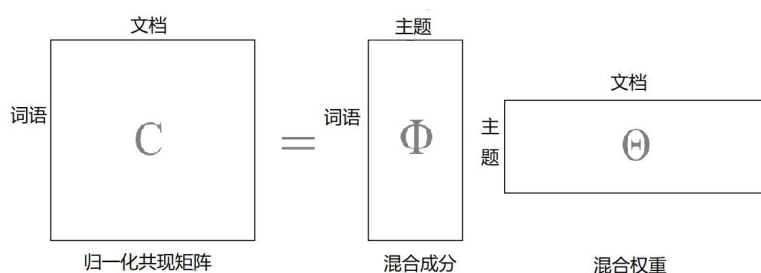 文档
词语
C
归一化共现矩阵
=
主题
词语
Φ
混合成分
文档
主
题
Θ
混合权重